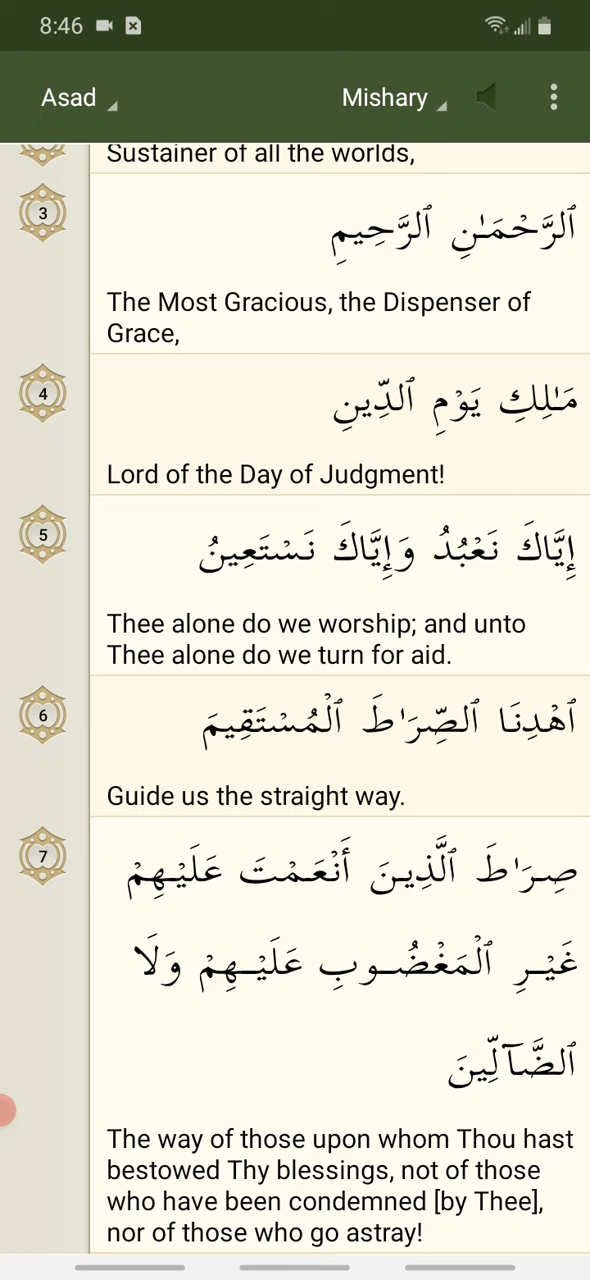 8:46
Asad
Mishary
Sustainer of all the worlds,
3
ٱلرَّحْمَـٰنِ ٱلرَّحِيمِ
The Most Gracious, the Dispenser of
Grace,
4
مَـٰلِكِ يَوْمِ ٱلدِّينِ
Lord of the Day of Judgment!
5
إِيَّاكَ نَعْبُدُ وَإِيَّاكَ نَسْتَعِينُ
Thee alone do we worship; and unto
Thee alone do we turn for aid.
6
ٱهْدِنَا ٱلصِّرَٰطَ ٱلْمُسْتَقِيمَ
Guide us the straight way.
7
صِرَٰطَ ٱلَّذِينَ أَنْعَمْتَ عَلَيْهِمْ
غَيْرِ ٱلْمَغْضُوبِ عَلَيْهِمْ وَلَا
ٱلضَّآلِّينَ
The way of those upon whom Thou hast
bestowed Thy blessings, not of those
who have been condemned [by Thee],
nor of those who go astray!